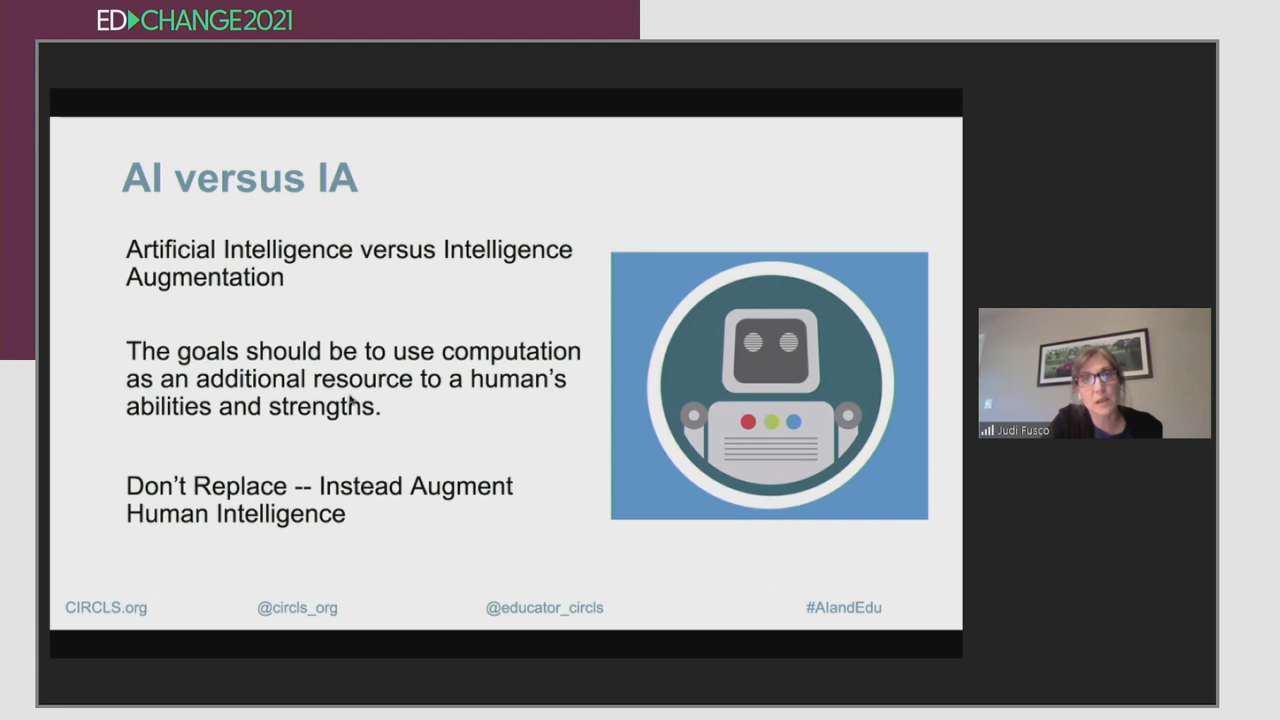 ED▶CHANGE2021
AI versus IA
Artificial Intelligence versus Intelligence
Augmentation
The goals should be to use computation
as an additional resource to a human's
abilities and strengths.
Don't Replace -- Instead Augment
Human Intelligence
CIRCLS.org @circls_org @educator_circls #AIandEdu
Judi Fusco